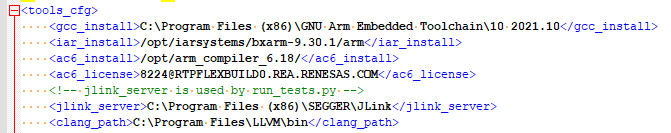 <tools_cfg>
<gcc_install>C:\Program Files (x86)\GNU Arm Embedded Toolchain\10 2021.10</gcc_install>
<iar_install>/opt/iarsystems/bxarm-9.30.1/arm</iar_install>
<ac6_install>/opt/arm_compiler_6.18/</ac6_install>
<ac6_license>8224@RTPFLEXBUILD0.REA.RENESAS.COM</ac6_license>
<!-- jlink_server is used by run_tests.py -->
<jlink_server>C:\Program Files (x86)\SEGGER\JLink</jlink_server>
<clang_path>C:\Program Files\LLVM\bin</clang_path>